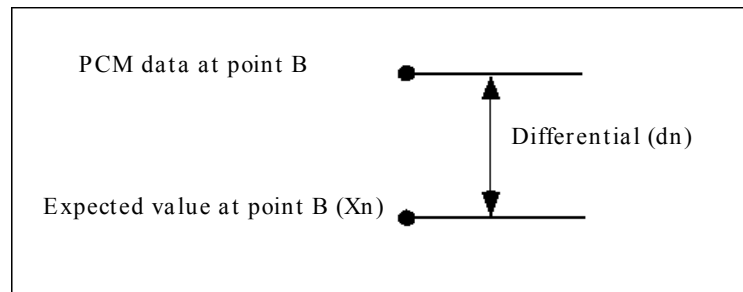 PCM data at point B
Differential (dn)
Expected value at point B (Xn)